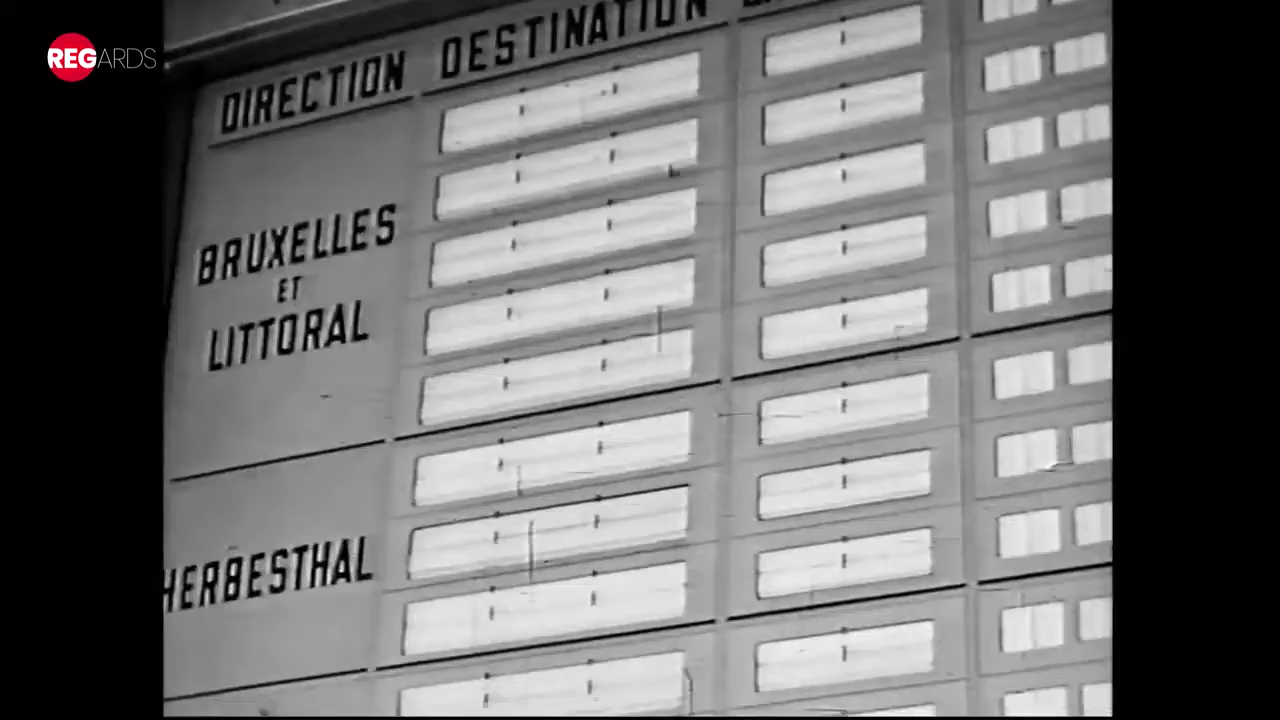 REGARDS
DIRECTION DESTINATION
BRUXELLES
ET
LITTORAL
HERBESTHAL